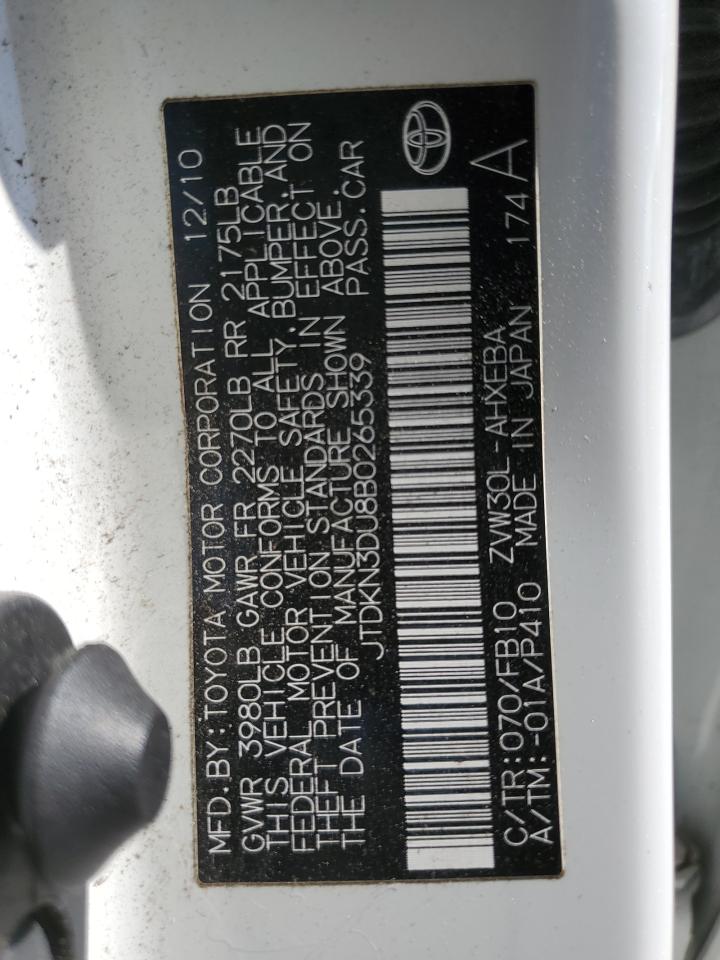 MFD.BY:TOYOTA MOTOR CORPORATION 12/10
GVWR 3980LB GAWR FR 2270LB RR 2175LB
THIS VEHICLE CONFORMS TO ALL APPLICABLE
FEDERAL MOTOR VEHICLE SAFETY,BUMPER,AND
THEFT PREVENTION STANDARDS IN EFFECT ON
THE DATE OF MANUFACTURE SHOWN ABOVE.
JTDKN3DU8B0265339 PASS.CAR
C/TR:070/FB10 ZVW30L-AHXEBA
A/TM:-01A/P410 MADE IN JAPAN 174 A